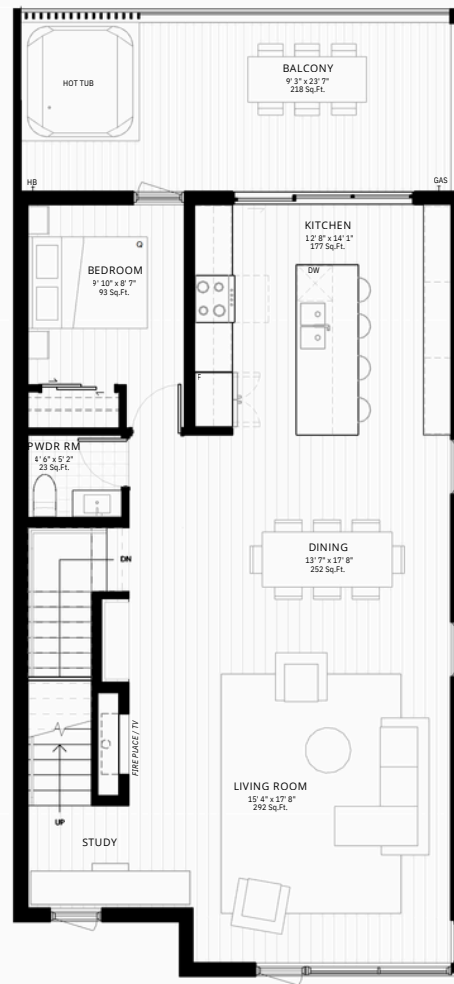 BALCONY
9' 3" x 23' 7"
218 Sq.Ft.
HOT TUB
HB
GAS
KITCHEN
12' 8" x 14' 1"
177 Sq.Ft.
DW
BEDROOM
9' 10" x 8' 7"
93 Sq.Ft.
F
PWDR RM
4' 6" x 5' 2"
23 Sq.Ft.
DN
DINING
13' 7" x 17' 8"
252 Sq.Ft.
FIRE PLACE / TV
LIVING ROOM
15' 4" x 17' 8"
292 Sq.Ft.
UP
STUDY